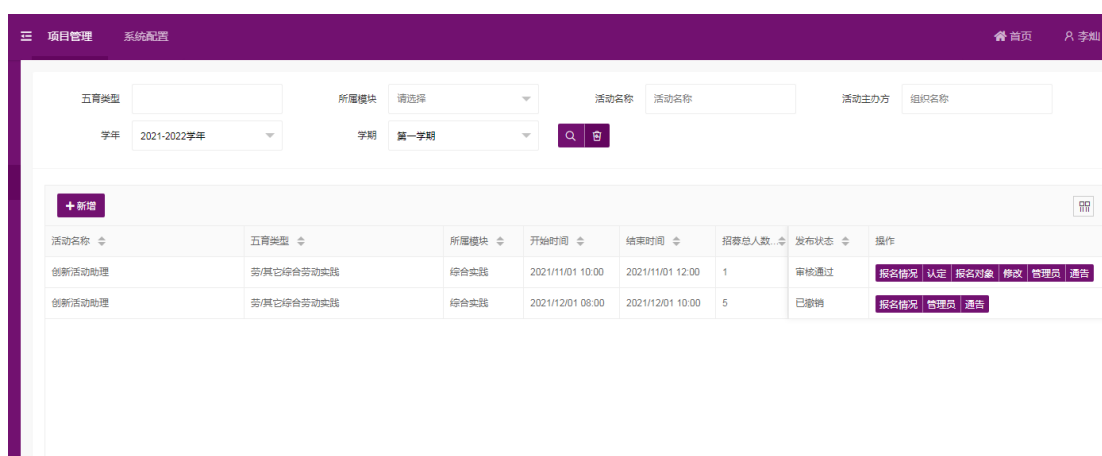 项目管理 系统配置 首页 李灿
五育类型 所属模块 请选择 活动名称 活动名称 活动主办方 组织名称
学年 2021-2022学年 学期 第一学期
新增
活动名称 五育类型 所属模块 开始时间 结束时间 招募总人数... 发布状态 操作
创新活动助理 劳/其它综合劳动实践 综合实践 2021/11/01 10:00 2021/11/01 12:00 1 审核通过 报名情况 认定 报名对象 修改 管理员 通告
创新活动助理 劳/其它综合劳动实践 综合实践 2021/12/01 08:00 2021/12/01 10:00 5 已撤销 报名情况 管理员 通告